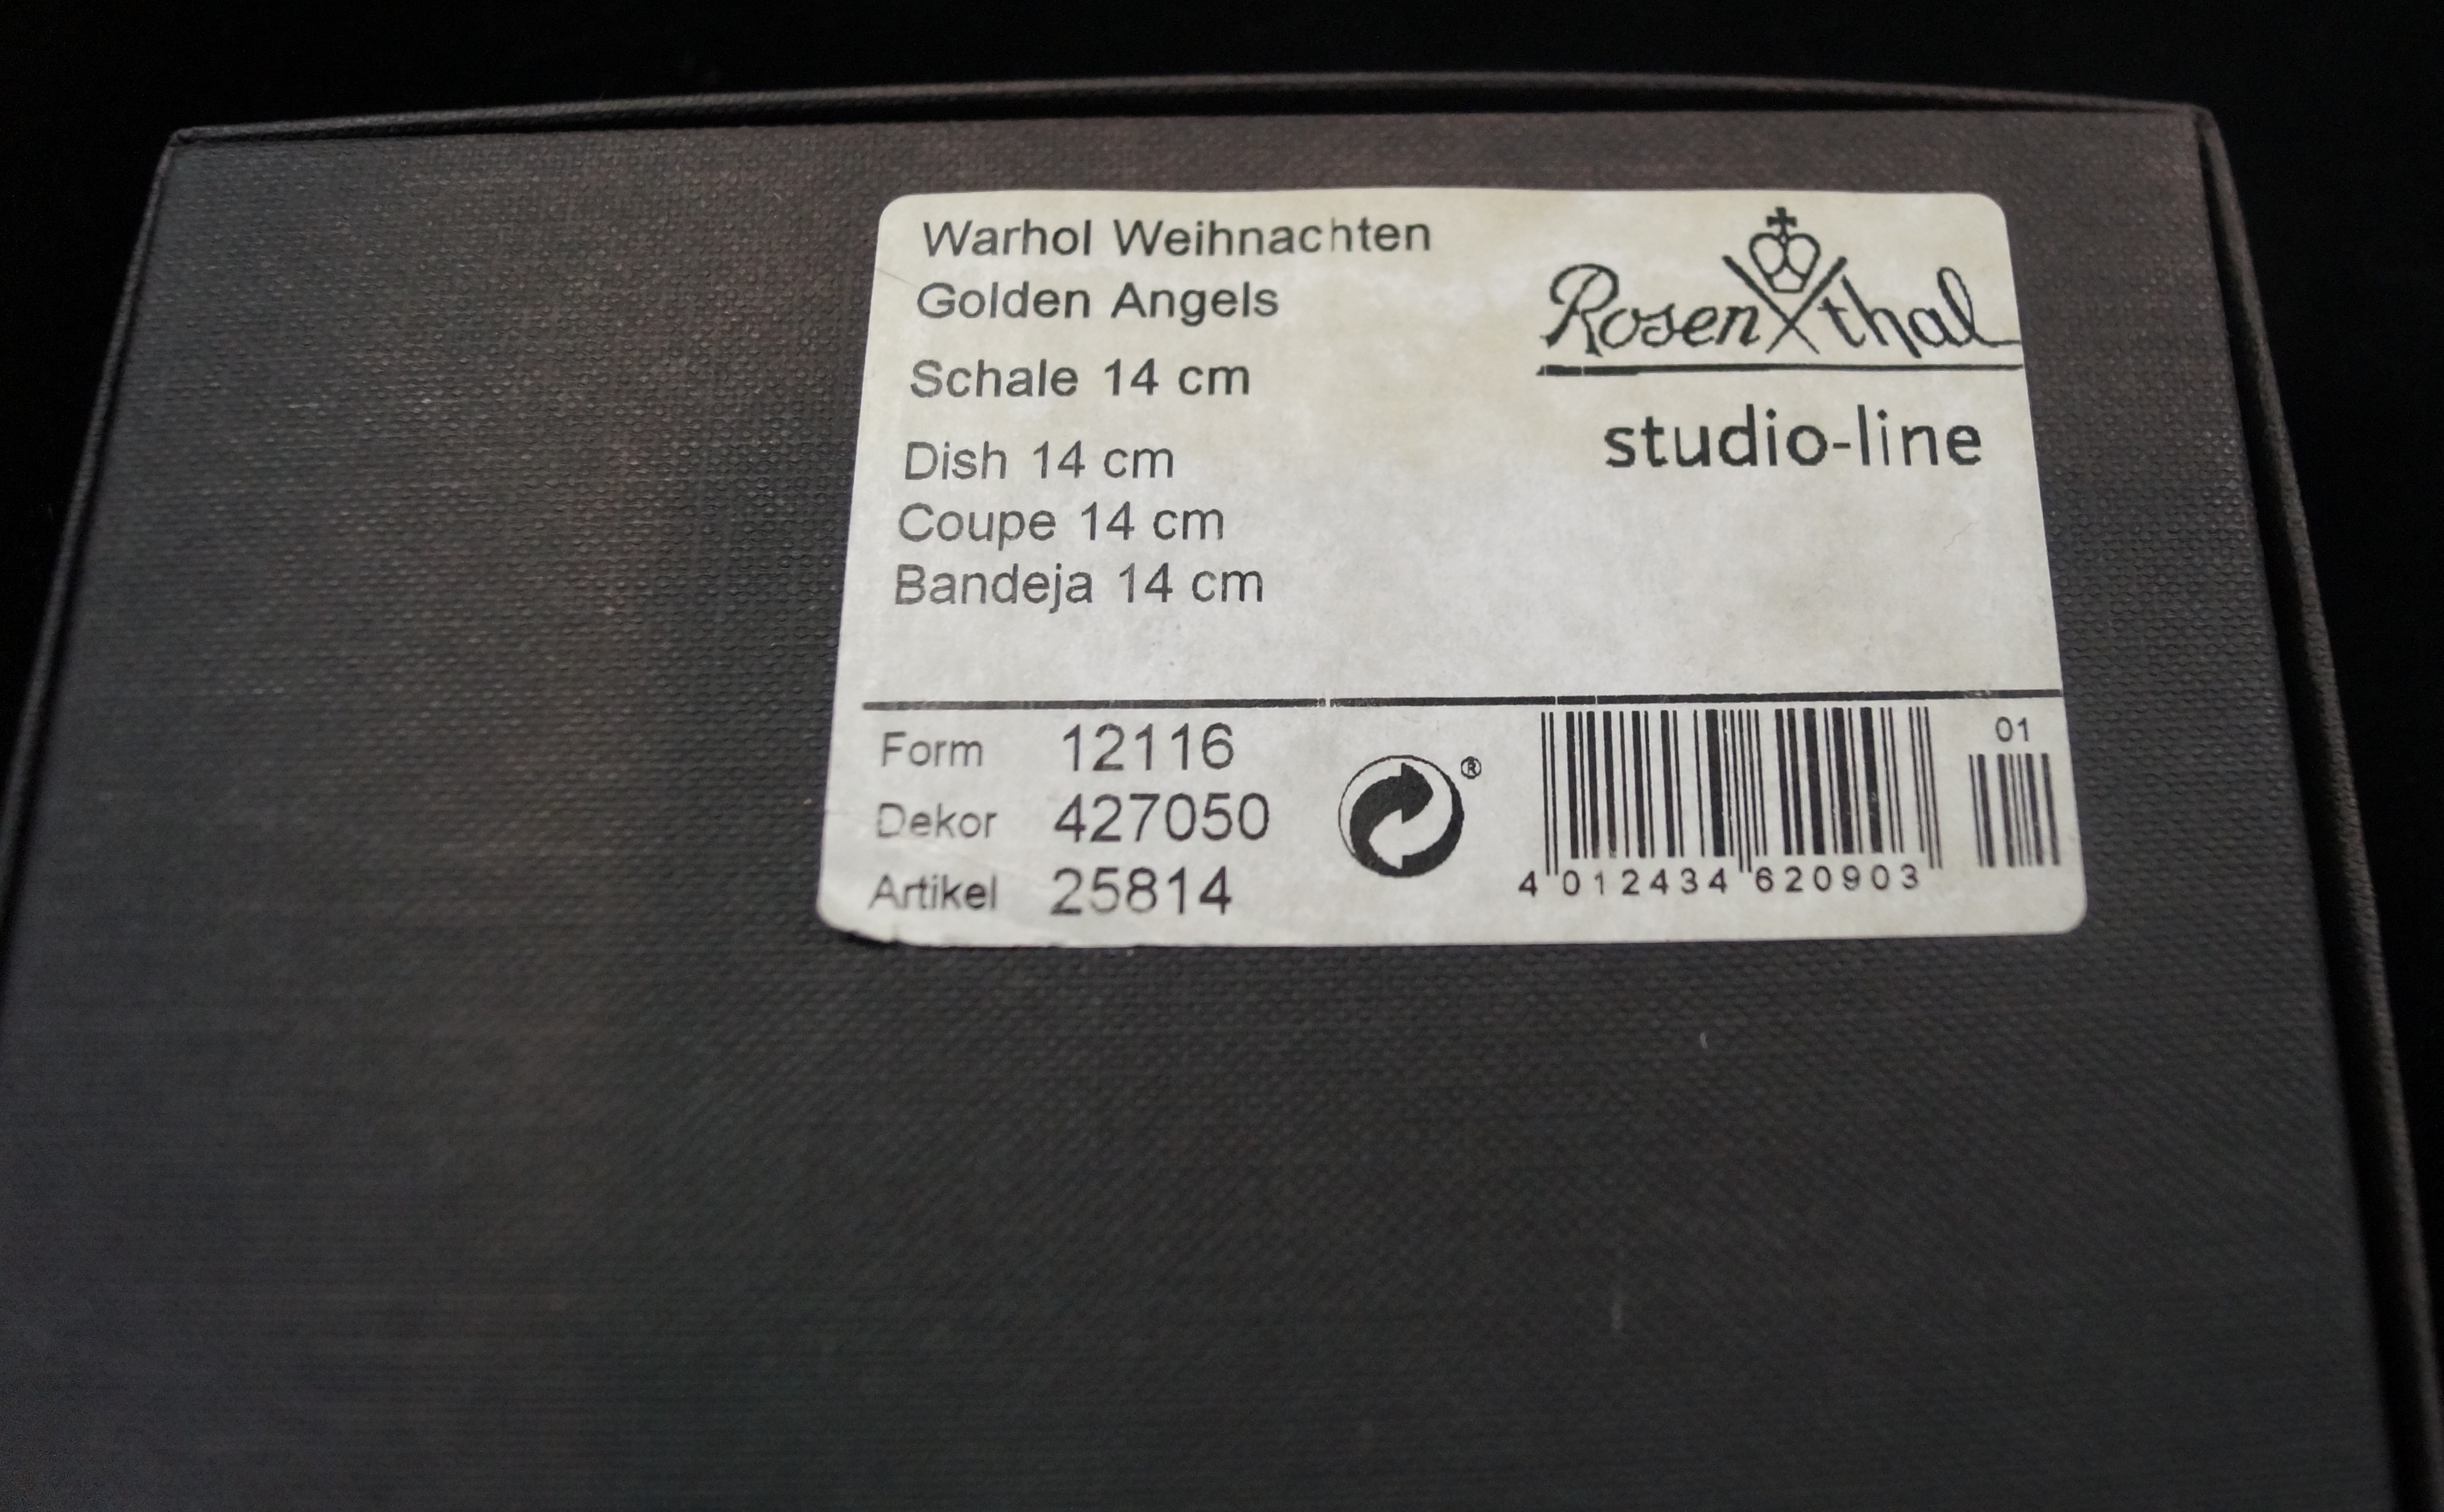 Warhol Weihnachten
Golden Angels
Schale 14 cm
Dish 14 cm
Coupe 14 cm
Bandeja 14 cm
Rosenthal
studio-line
Form 12116
Dekor 427050
Artikel 25814
®
01
4 012434 620903